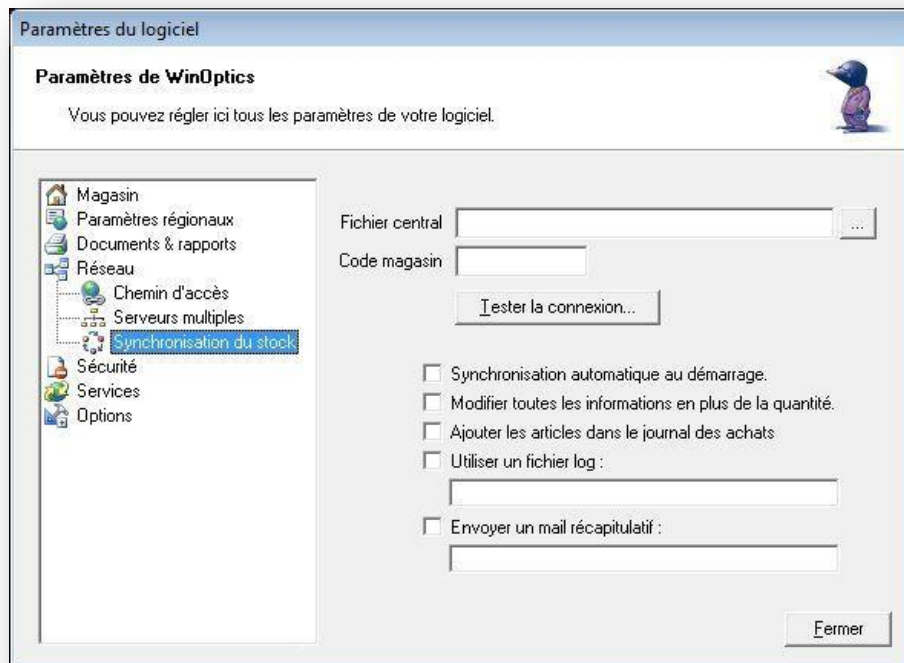 Paramètres du logiciel
Paramètres de WinOptics
Vous pouvez régler ici tous les paramètres de votre logiciel.
Magasin
Paramètres régionaux
Documents & rapports
Réseau
Chemin d'accès
Serveurs multiples
Synchronisation du stock
Sécurité
Services
Options
Fichier central
...
Code magasin
Tester la connexion...
Synchronisation automatique au démarrage.
Modifier toutes les informations en plus de la quantité.
Ajouter les articles dans le journal des achats
Utiliser un fichier log :
Envoyer un mail récapitulatif :
Fermer